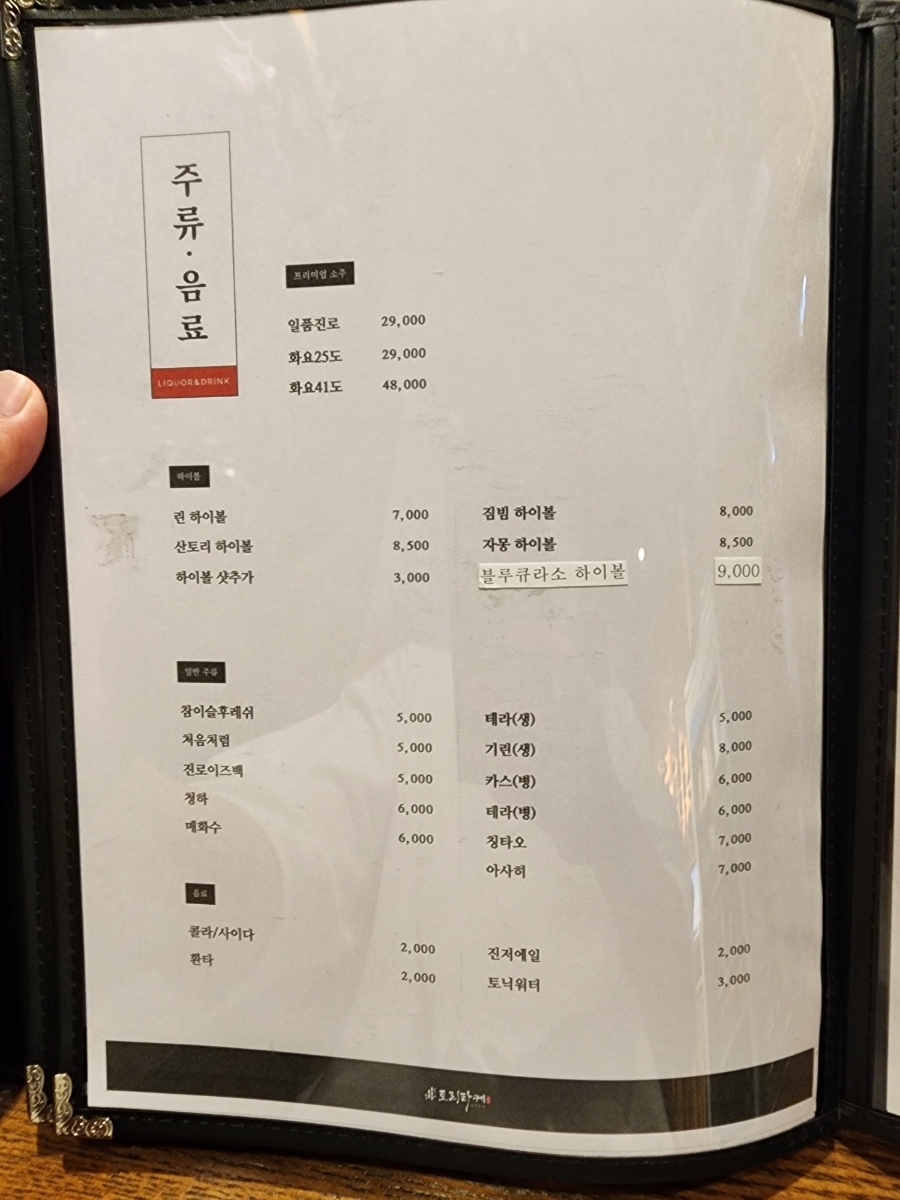 주류·음료
LIQUOR&DRINK
프리미엄 소주
일품진로 29,000
화요25도 29,000
화요41도 48,000
하이볼
린 하이볼 7,000
산토리 하이볼 8,500
하이볼 샷추가 3,000
짐빔 하이볼 8,000
자몽 하이볼 8,500
블루큐라소 하이볼 9,000
일반 주류
참이슬후레쉬 5,000
처음처럼 5,000
진로이즈백 5,000
청하 6,000
매화수 6,000
테라(생) 5,000
기린(생) 8,000
카스(병) 6,000
테라(병) 6,000
칭타오 7,000
아사히 7,000
음료
콜라/사이다 2,000
환타 2,000
진저에일 2,000
토닉워터 3,000
토리타케